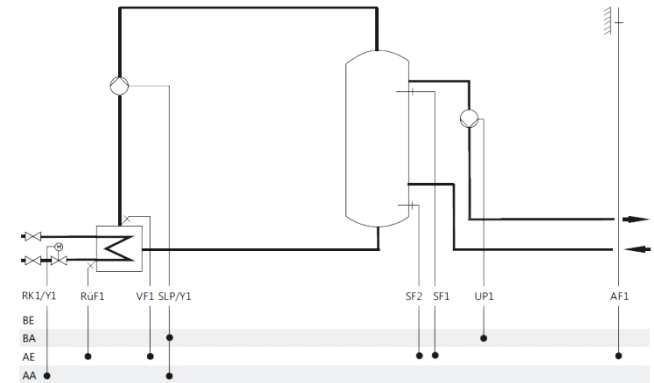 M
RK1/Y1 RüF1 VF1 SLP/Y1 SF2 SF1 UP1 AF1
BE
BA
AE
AA